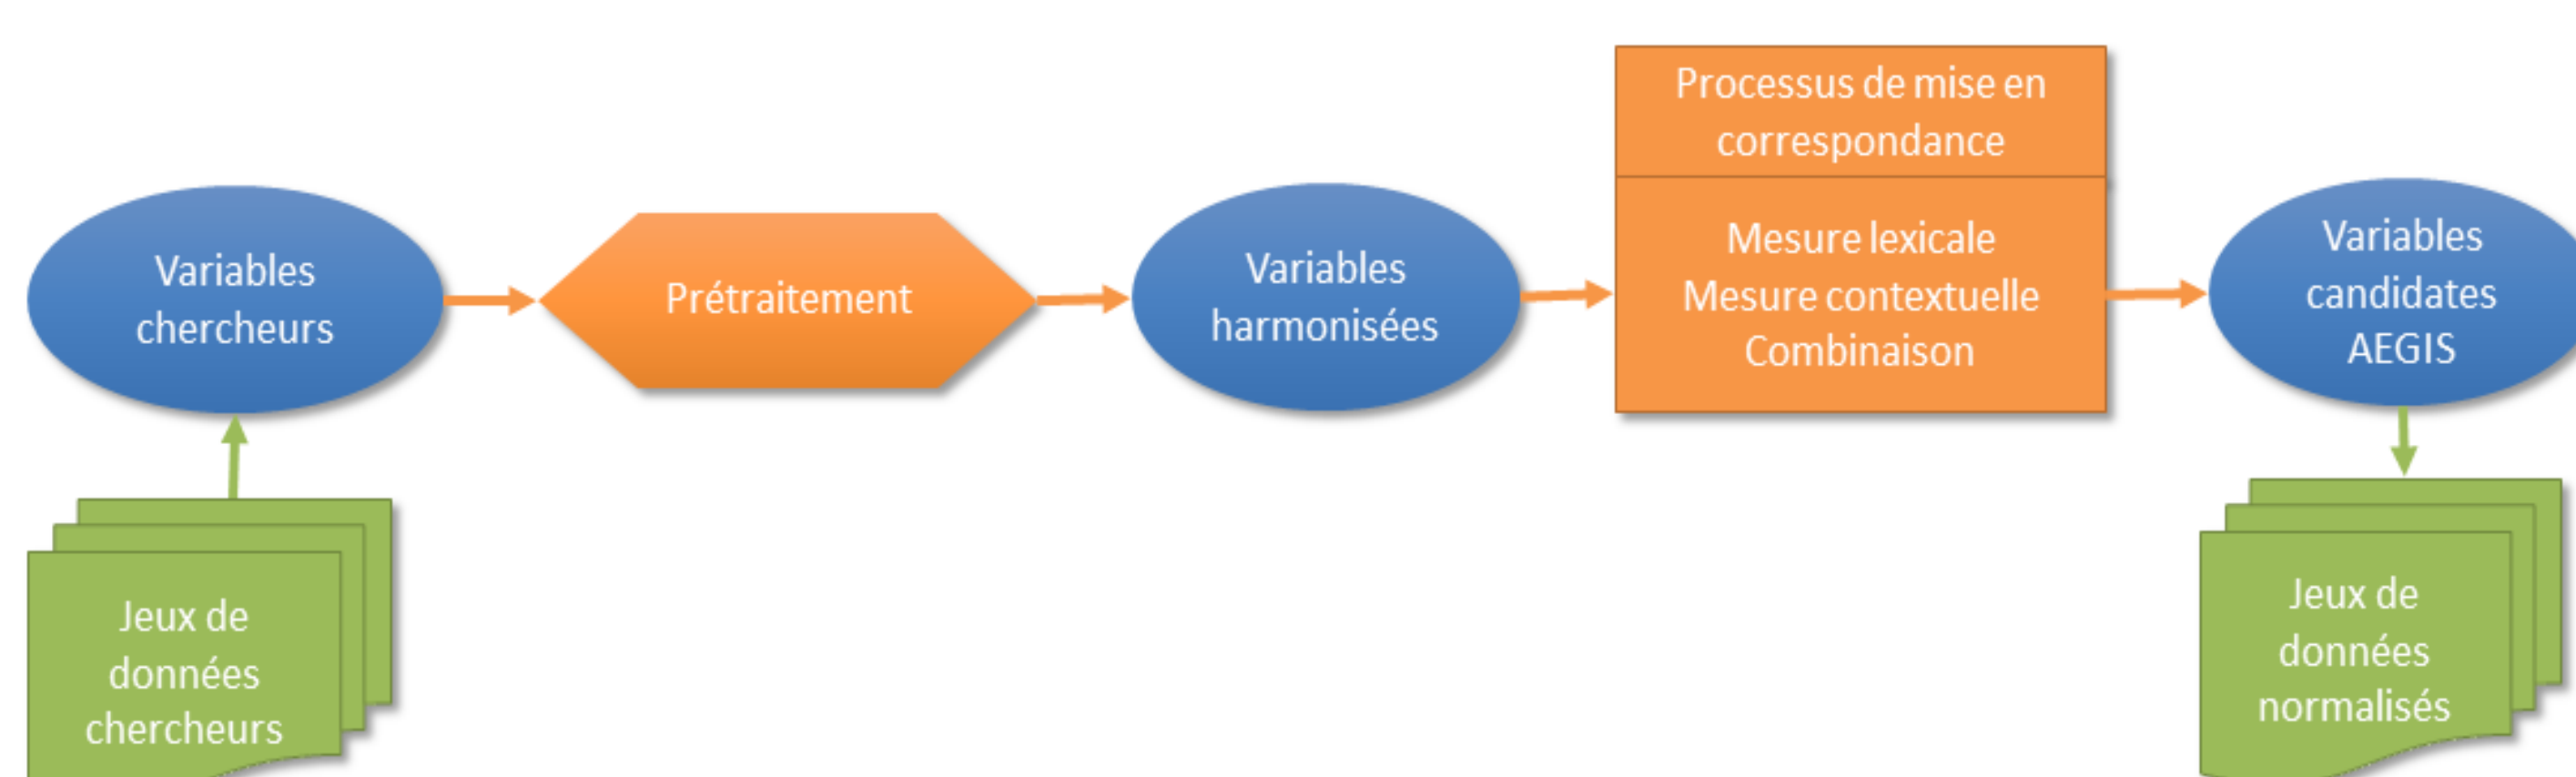 Variables
chercheurs
Prétraitement
Variables
harmonisées
Processus de mise en
correspondance
Mesure lexicale
Mesure contextuelle
Combinaison
Variables
candidates
AEGIS
Jeux de
données
chercheurs
Jeux de
données
normalisés